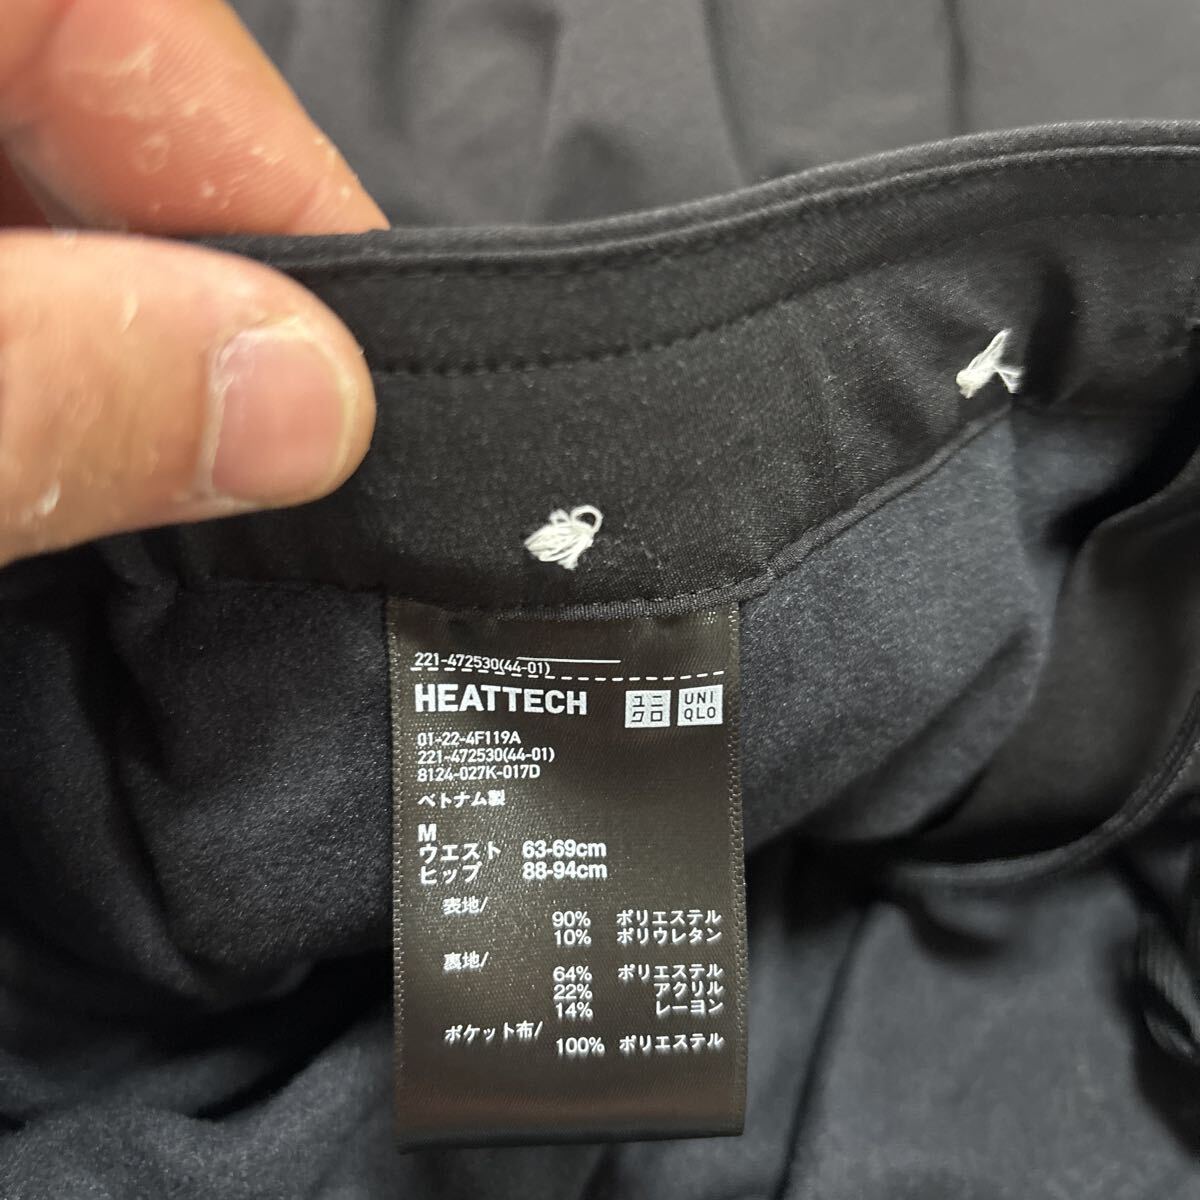 221-472530(44-01)
HEATTECH ユニクロ UNIQLO
01-22-4F119A
221-472530(44-01)
8124-027K-017D
ベトナム製
M
ウエスト 63-69cm
ヒップ 88-94cm
表地/
90% ポリエステル
10% ポリウレタン
裏地/
64% ポリエステル
22% アクリル
14% レーヨン
ポケット布/
100% ポリエステル